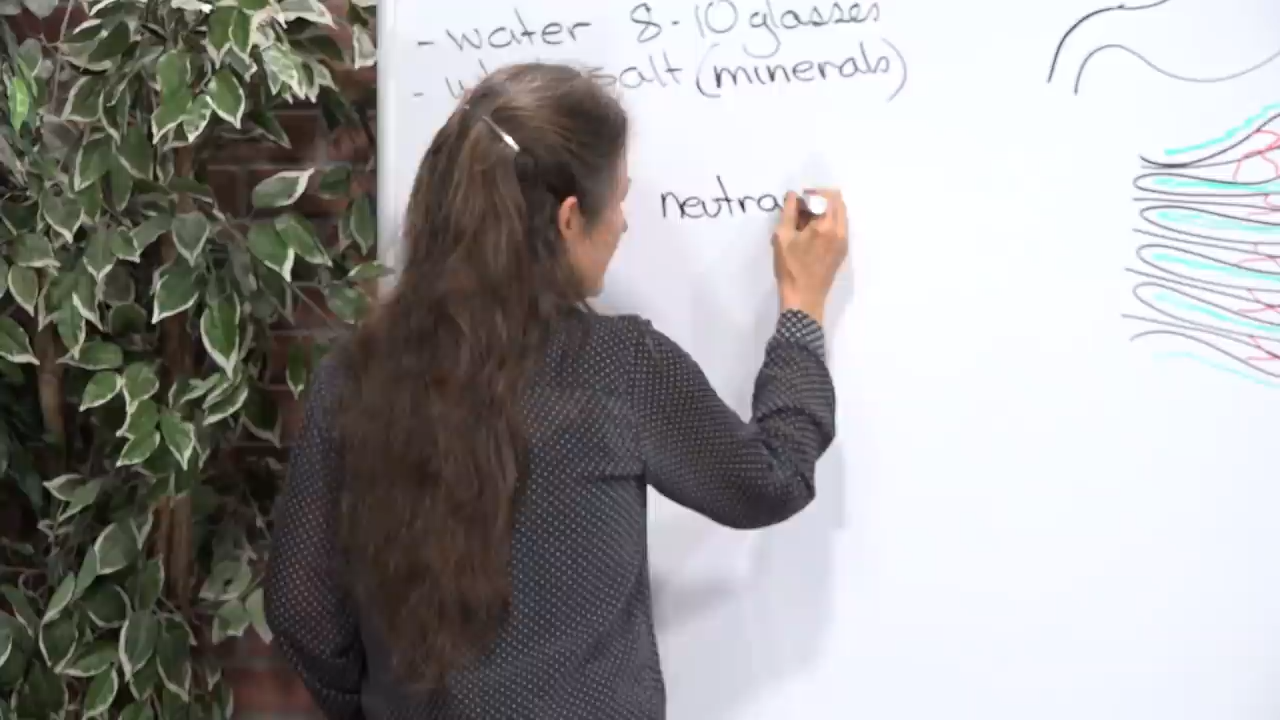 - water 8-10 glasses
- salt (minerals)
neutra